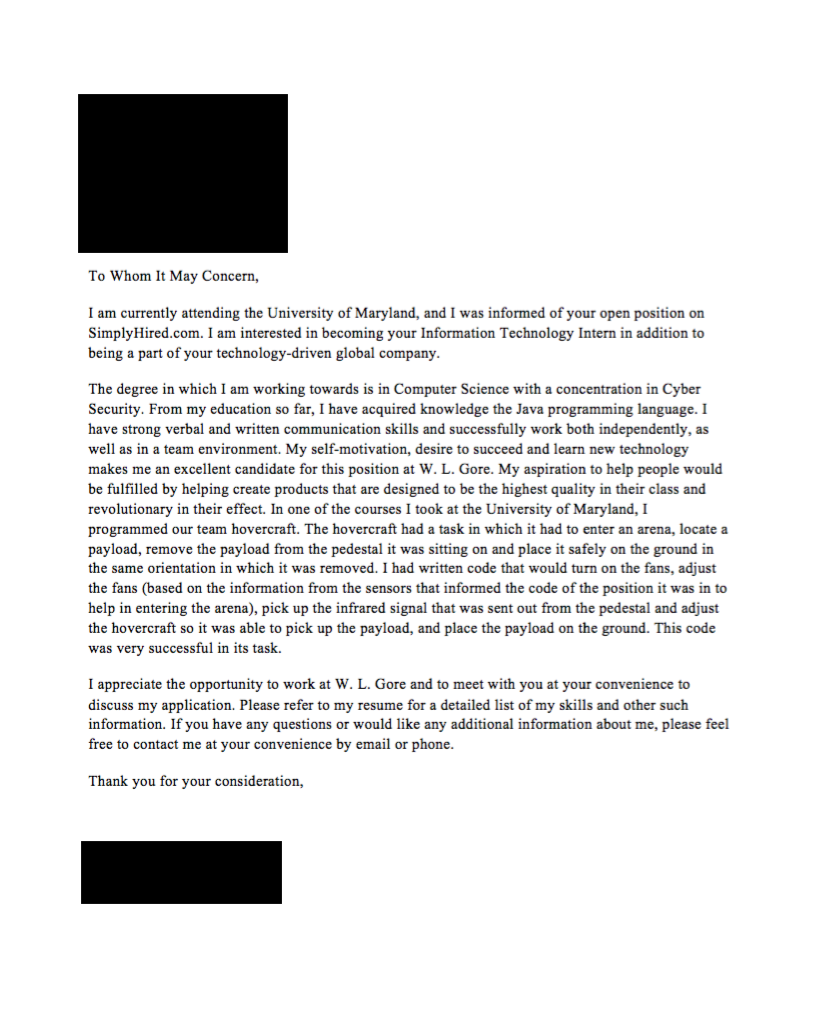 To Whom It May Concern,
I am currently attending the University of Maryland, and I was informed of your open position on
SimplyHired.com. I am interested in becoming your Information Technology Intern in addition to
being a part of your technology-driven global company.
The degree in which I am working towards is in Computer Science with a concentration in Cyber
Security. From my education so far, I have acquired knowledge the Java programming language. I
have strong verbal and written communication skills and successfully work both independently, as
well as in a team environment. My self-motivation, desire to succeed and learn new technology
makes me an excellent candidate for this position at W. L. Gore. My aspiration to help people would
be fulfilled by helping create products that are designed to be the highest quality in their class and
revolutionary in their effect. In one of the courses I took at the University of Maryland, I
programmed our team hovercraft. The hovercraft had a task in which it had to enter an arena, locate a
payload, remove the payload from the pedestal it was sitting on and place it safely on the ground in
the same orientation in which it was removed. I had written code that would turn on the fans, adjust
the fans (based on the information from the sensors that informed the code of the position it was in to
help in entering the arena), pick up the infrared signal that was sent out from the pedestal and adjust
the hovercraft so it was able to pick up the payload, and place the payload on the ground. This code
was very successful in its task.
I appreciate the opportunity to work at W. L. Gore and to meet with you at your convenience to
discuss my application. Please refer to my resume for a detailed list of my skills and other such
information. If you have any questions or would like any additional information about me, please feel
free to contact me at your convenience by email or phone.
Thank you for your consideration,